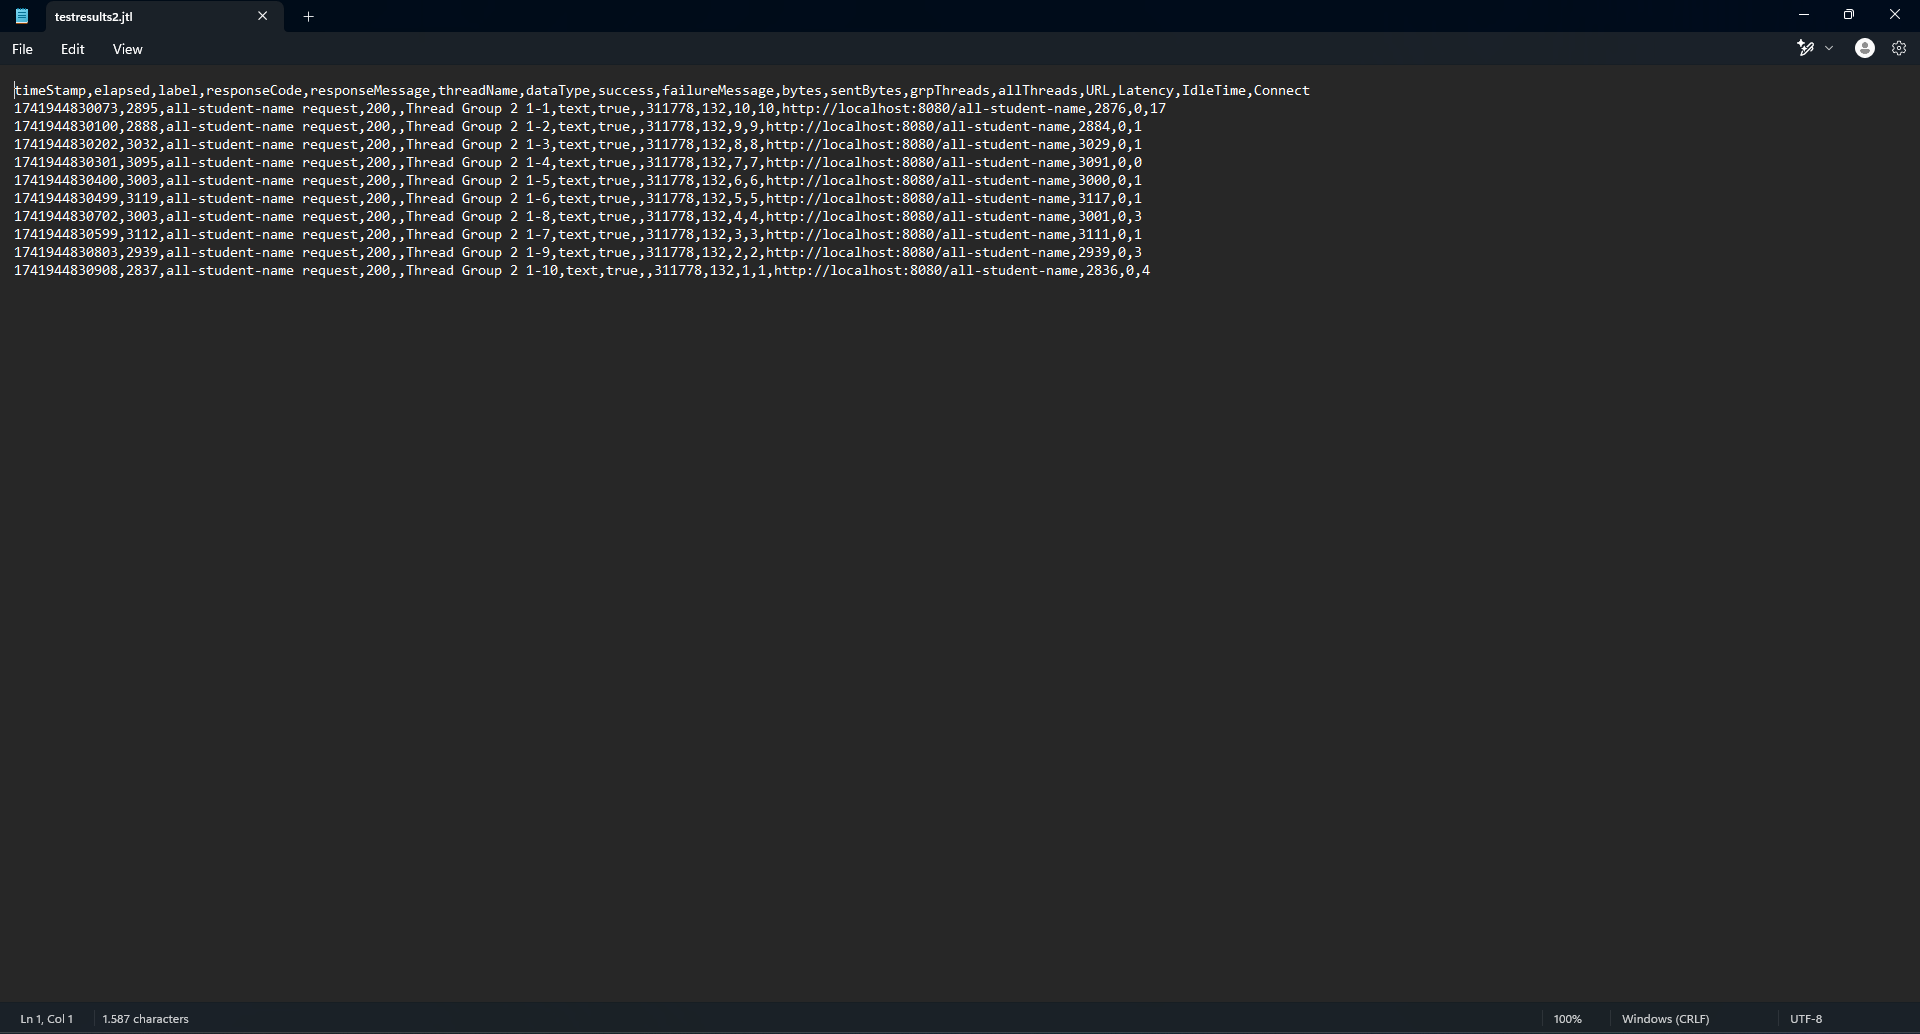 testresults2.jtl
File Edit View
timeStamp,elapsed,label,responseCode,responseMessage,threadName,dataType,success,failureMessage,bytes,sentBytes,grpThreads,allThreads,URL,Latency,IdleTime,Connect
1741944830073,2895,all-student-name request,200,,Thread Group 2 1-1,text,true,,311778,132,10,10,http://localhost:8080/all-student-name,2876,0,17
1741944830100,2888,all-student-name request,200,,Thread Group 2 1-2,text,true,,311778,132,9,9,http://localhost:8080/all-student-name,2884,0,1
1741944830202,3032,all-student-name request,200,,Thread Group 2 1-3,text,true,,311778,132,8,8,http://localhost:8080/all-student-name,3029,0,1
1741944830301,3095,all-student-name request,200,,Thread Group 2 1-4,text,true,,311778,132,7,7,http://localhost:8080/all-student-name,3091,0,0
1741944830400,3003,all-student-name request,200,,Thread Group 2 1-5,text,true,,311778,132,6,6,http://localhost:8080/all-student-name,3000,0,1
1741944830499,3119,all-student-name request,200,,Thread Group 2 1-6,text,true,,311778,132,5,5,http://localhost:8080/all-student-name,3117,0,1
1741944830702,3003,all-student-name request,200,,Thread Group 2 1-8,text,true,,311778,132,4,4,http://localhost:8080/all-student-name,3001,0,3
1741944830599,3112,all-student-name request,200,,Thread Group 2 1-7,text,true,,311778,132,3,3,http://localhost:8080/all-student-name,3111,0,1
1741944830803,2939,all-student-name request,200,,Thread Group 2 1-9,text,true,,311778,132,2,2,http://localhost:8080/all-student-name,2939,0,3
1741944830908,2837,all-student-name request,200,,Thread Group 2 1-10,text,true,,311778,132,1,1,http://localhost:8080/all-student-name,2836,0,4
Ln 1, Col 1 1.587 characters 100% Windows (CRLF) UTF-8